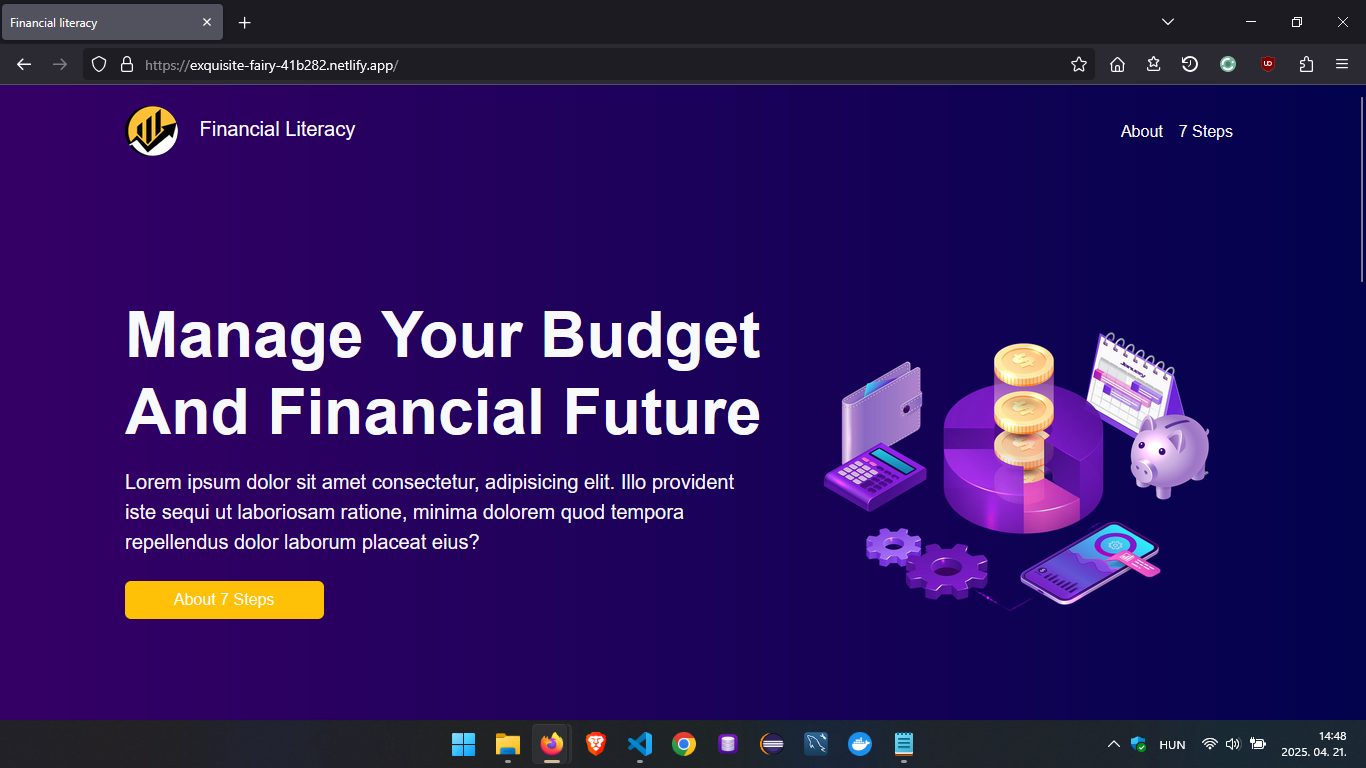 Financial literacy
https://exquisite-fairy-41b282.netlify.app/
Financial Literacy
About
7 Steps
Manage Your Budget
And Financial Future
Lorem ipsum dolor sit amet consectetur, adipisicing elit. Illo provident
iste sequi ut laboriosam ratione, minima dolorem quod tempora
repellendus dolor laborum placeat eius?
About 7 Steps
January
HUN
14:48
2025. 04. 21.